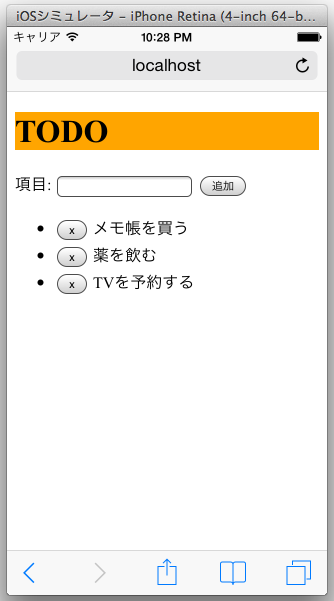 iOSシミュレータ - iPhone Retina (4-inch 64-b...
キャリア 10:28 PM
localhost
TODO
項目: 追加
x メモ帳を買う
x 薬を飲む
x TVを予約する